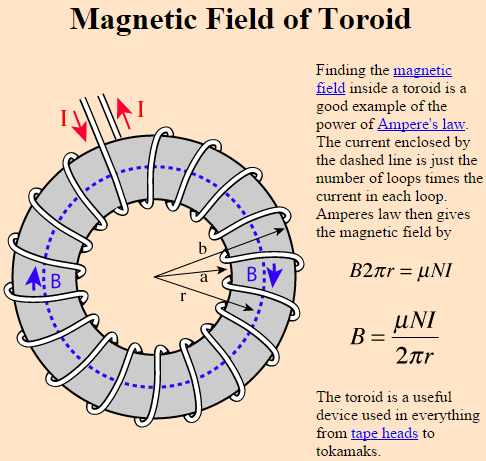 Magnetic Field of Toroid
I
I
B
B
b
a
r
Finding the magnetic
field inside a toroid is a
good example of the
power of Ampere's law.
The current enclosed by
the dashed line is just the
number of loops times the
current in each loop.
Amperes law then gives
the magnetic field by
B2πr = μNI
B = μNI / 2πr
The toroid is a useful
device used in everything
from tape heads to
tokamaks.